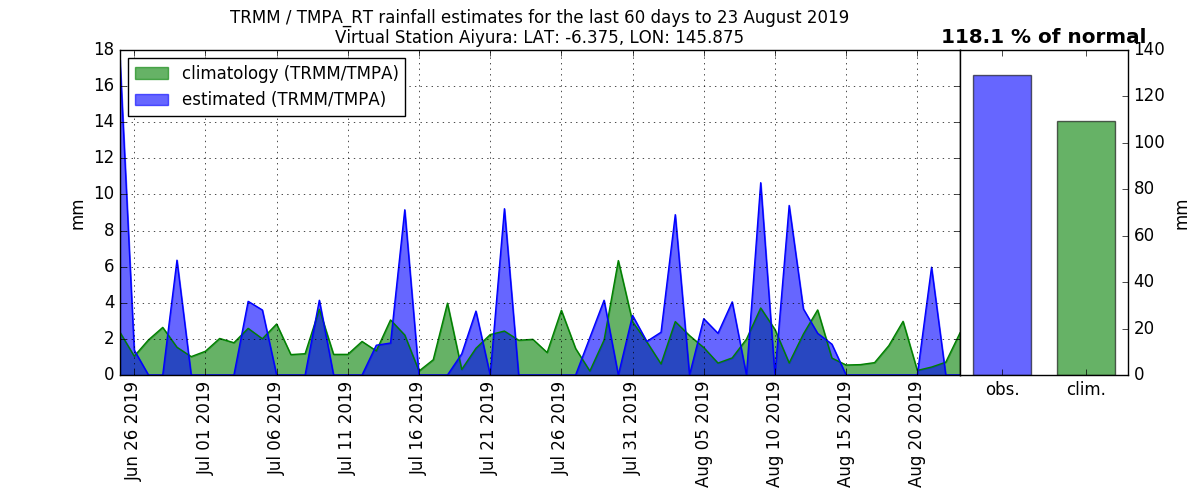 TRMM / TMPA_RT rainfall estimates for the last 60 days to 23 August 2019
Virtual Station Aiyura: LAT: -6.375, LON: 145.875
118.1 % of normal
climatology (TRMM/TMPA)
estimated (TRMM/TMPA)
18
16
14
12
10
8
6
4
2
0
mm
Jun 26 2019
Jul 01 2019
Jul 06 2019
Jul 11 2019
Jul 16 2019
Jul 21 2019
Jul 26 2019
Jul 31 2019
Aug 05 2019
Aug 10 2019
Aug 15 2019
Aug 20 2019
140
120
100
80
60
40
20
0
mm
obs.
clim.